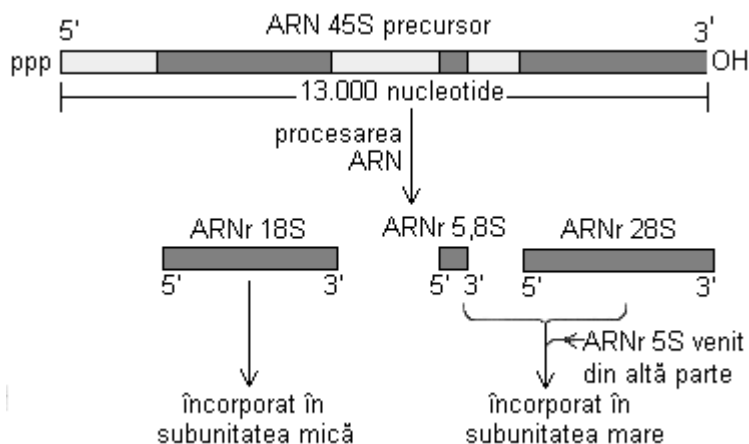 5' ARN 45S precursor 3'
ppp OH
13.000 nucleotide
procesarea
ARN
ARNr 18S ARNr 5,8S ARNr 28S
5' 3' 5' 3' 5' 3'
ARNr 5S venit
din altă parte
încorporat în
subunitatea mică
încorporat în
subunitatea mare